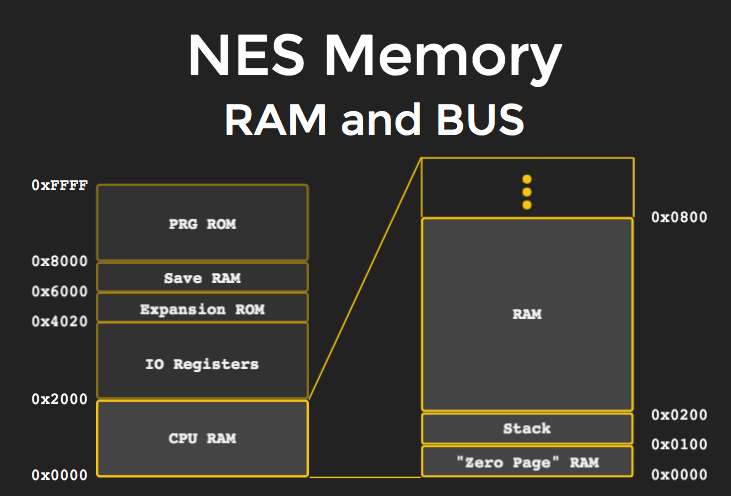 NES Memory
RAM and BUS
0xFFFF
PRG ROM
0x8000
Save RAM
0x6000
Expansion ROM
0x4020
IO Registers
0x2000
CPU RAM
0x0000
0x0800
RAM
0x0200
Stack
0x0100
"Zero Page" RAM
0x0000